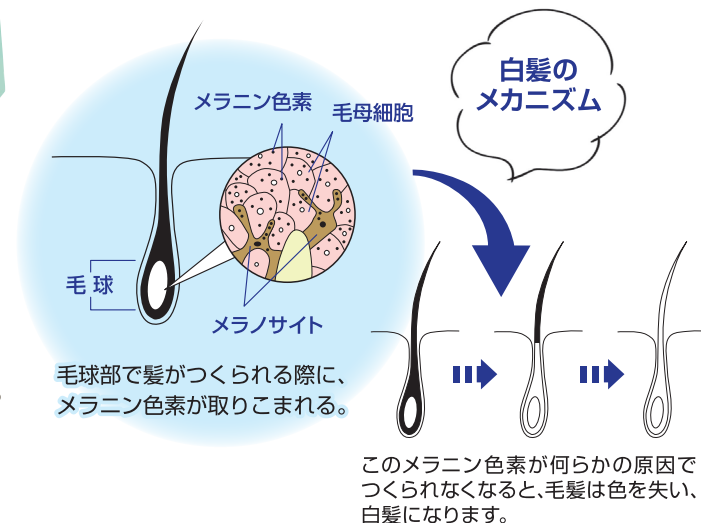 白髪の
メカニズム
メラニン色素
毛母細胞
毛球
メラノサイト
毛球部で髪がつくられる際に、
メラニン色素が取りこまれる。
このメラニン色素が何らかの原因で
つくられなくなると、毛髪は色を失い、
白髪になります。